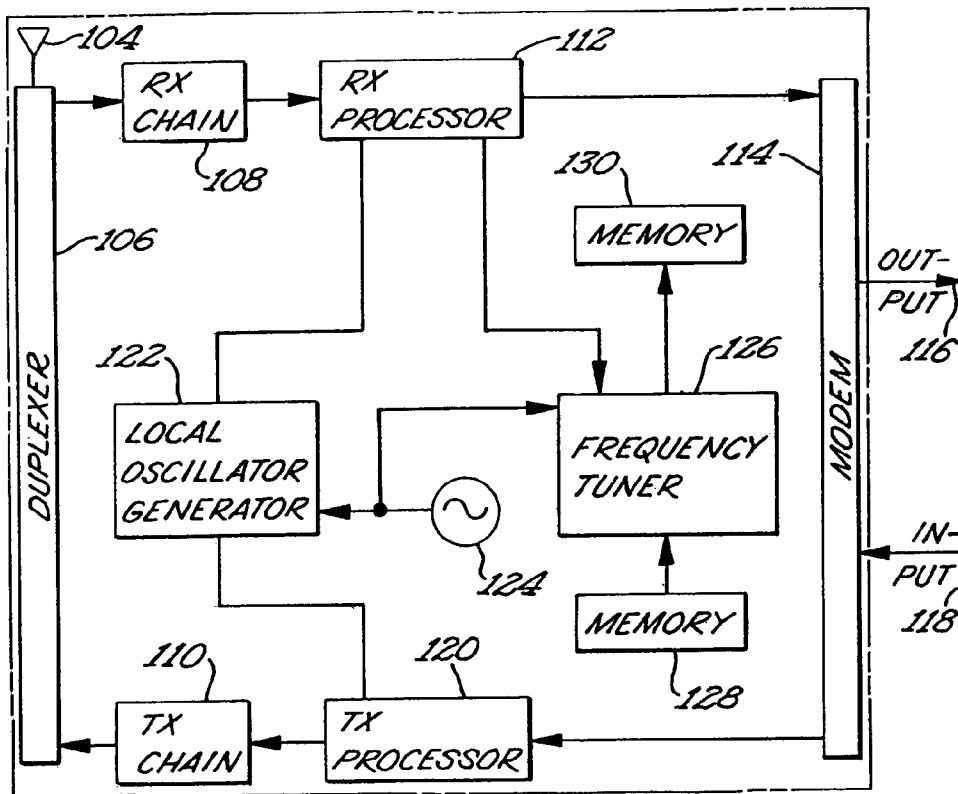 104
RX
CHAIN
108
RX
PROCESSOR
112
114
130
MEMORY
106
DUPLEXER
OUT-
PUT
116
122
LOCAL
OSCILLATOR
GENERATOR
126
FREQUENCY
TUNER
MODEM
124
IN-
PUT
118
MEMORY
128
110
TX
CHAIN
120
TX
PROCESSOR